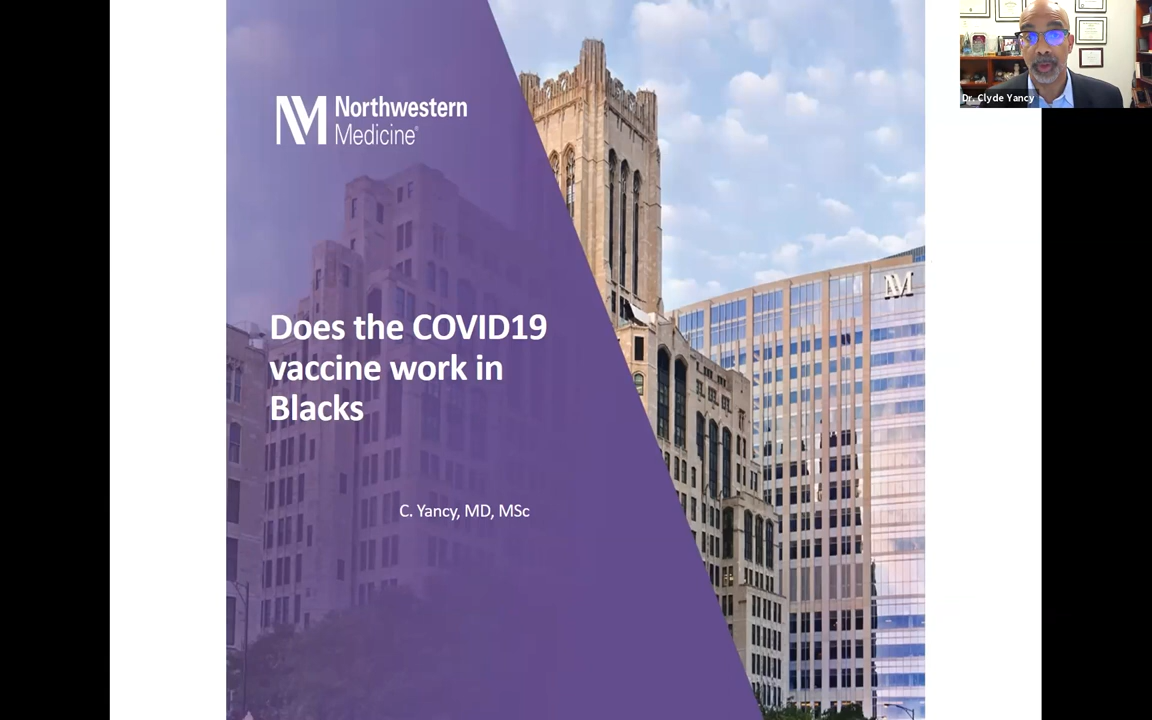 Northwestern
Medicine®
Does the COVID19
vaccine work in
Blacks
C. Yancy, MD, MSc
Dr. Clyde Yancy